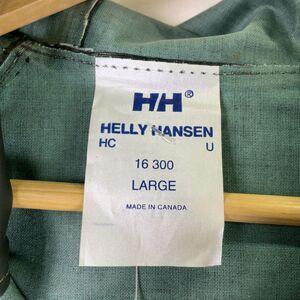 HH®
HELLY HANSEN
HC U
16 300
LARGE
MADE IN CANADA